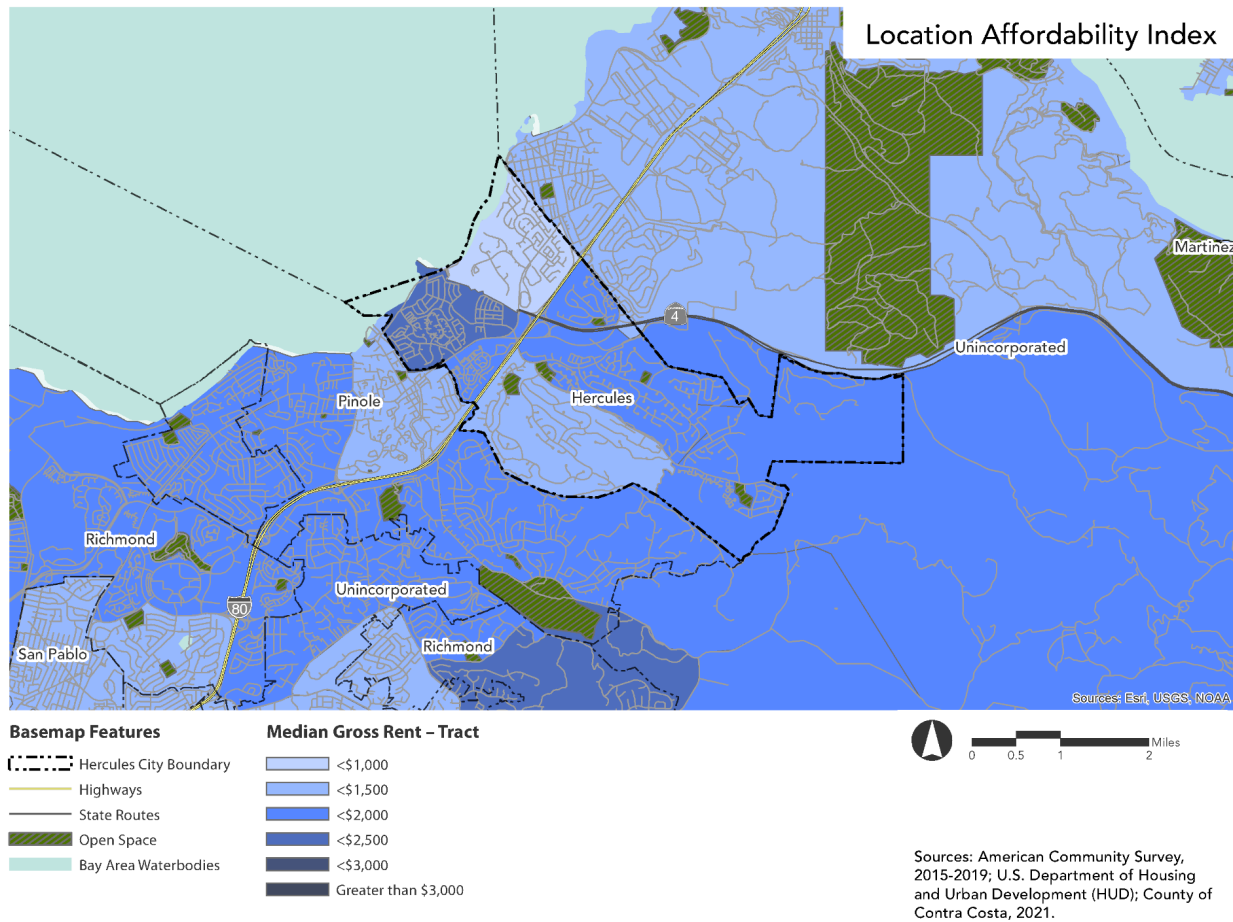 Location Affordability Index
Martinez
4
Unincorporated
Hercules
Pinole
Richmond
Unincorporated
80
Richmond
San Pablo
Sources: Esri, USGS, NOAA
Basemap Features
Hercules City Boundary
Highways
State Routes
Open Space
Bay Area Waterbodies
Median Gross Rent – Tract
<$1,000
<$1,500
<$2,000
<$2,500
<$3,000
Greater than $3,000
Miles
0 0.5 1 2
Sources: American Community Survey,
2015-2019; U.S. Department of Housing
and Urban Development (HUD); County of
Contra Costa, 2021.